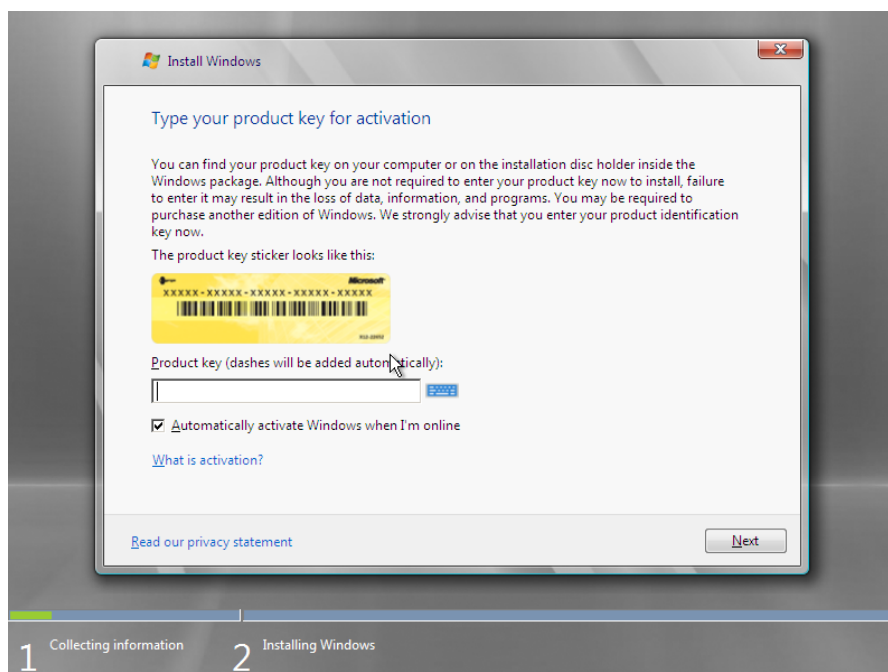 Install Windows
Type your product key for activation
You can find your product key on your computer or on the installation disc holder inside the
Windows package. Although you are not required to enter your product key now to install, failure
to enter it may result in the loss of data, information, and programs. You may be required to
purchase another edition of Windows. We strongly advise that you enter your product identification
key now.
The product key sticker looks like this:
Microsoft
XXXXX-XXXXX-XXXXX-XXXXX-XXXXX
Product key (dashes will be added automatically):
Automatically activate Windows when I'm online
What is activation?
Read our privacy statement
Next
1 Collecting information
2 Installing Windows